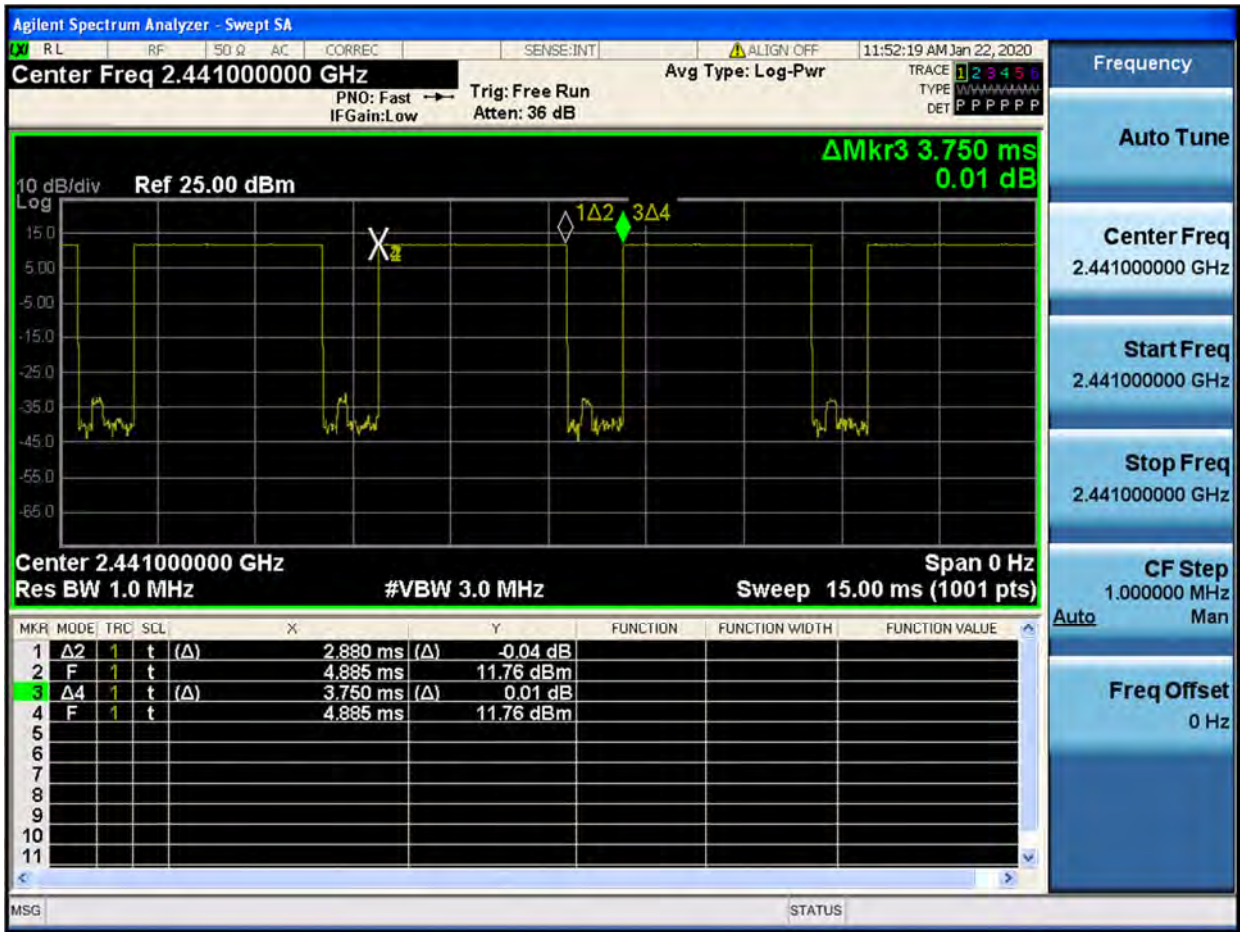 Agilent Spectrum Analyzer - Swept SA
LXI RL RF 50 Ω AC CORREC SENSE:INT ALIGN OFF 11:52:19 AM Jan 22, 2020
Center Freq 2.441000000 GHz
PNO: Fast
IFGain:Low
Trig: Free Run
Atten: 36 dB
Avg Type: Log-Pwr
TRACE 1 2 3 4 5 6
TYPE
DET P P P P P P
ΔMkr3 3.750 ms
0.01 dB
10 dB/div Ref 25.00 dBm
Log
15.0
5.00
-5.00
-15.0
-25.0
-35.0
-45.0
-55.0
-65.0
1Δ2 3Δ4
Center 2.441000000 GHz Span 0 Hz
Res BW 1.0 MHz #VBW 3.0 MHz Sweep 15.00 ms (1001 pts)
MKR MODE TRC SCL X Y FUNCTION FUNCTION WIDTH FUNCTION VALUE
1 Δ2 1 t (Δ) 2.880 ms (Δ) -0.04 dB
2 F 1 t 4.885 ms 11.76 dBm
3 Δ4 1 t (Δ) 3.750 ms (Δ) 0.01 dB
4 F 1 t 4.885 ms 11.76 dBm
5
6
7
8
9
10
11
MSG STATUS
Frequency
Auto Tune
Center Freq
2.441000000 GHz
Start Freq
2.441000000 GHz
Stop Freq
2.441000000 GHz
CF Step
1.000000 MHz
Auto Man
Freq Offset
0 Hz